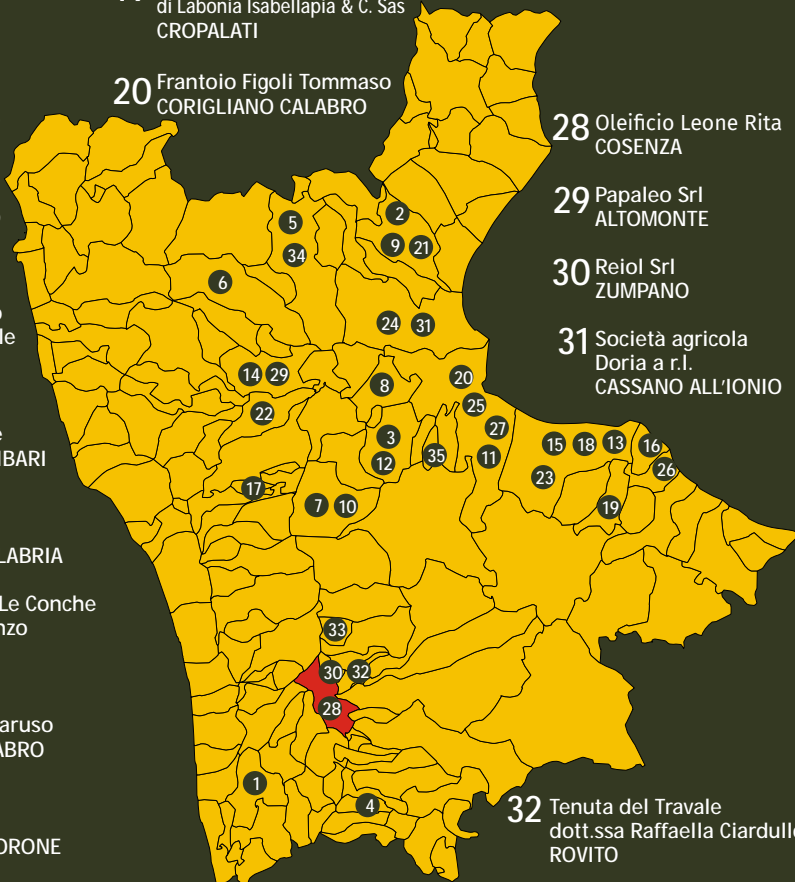 di Labonia Isabellapia & C. Sas
CROPALATI
20 Frantoio Figoli Tommaso
CORIGLIANO CALABRO
28 Oleificio Leone Rita
COSENZA
29 Papaleo Srl
ALTOMONTE
30 Reiol Srl
ZUMPANO
31 Società agricola
Doria a r.l.
CASSANO ALL'IONIO
32 Tenuta del Travale
dott.ssa Raffaella Ciardullo
ROVITO
le
IBARI
LABRIA
Le Conche
nzo
aruso
ABRO
DRONE
5
2
34
9
21
6
24
31
14
29
8
20
22
25
3
27
12
35
11
15
18
13
16
23
26
17
7
10
19
33
30
32
28
1
4